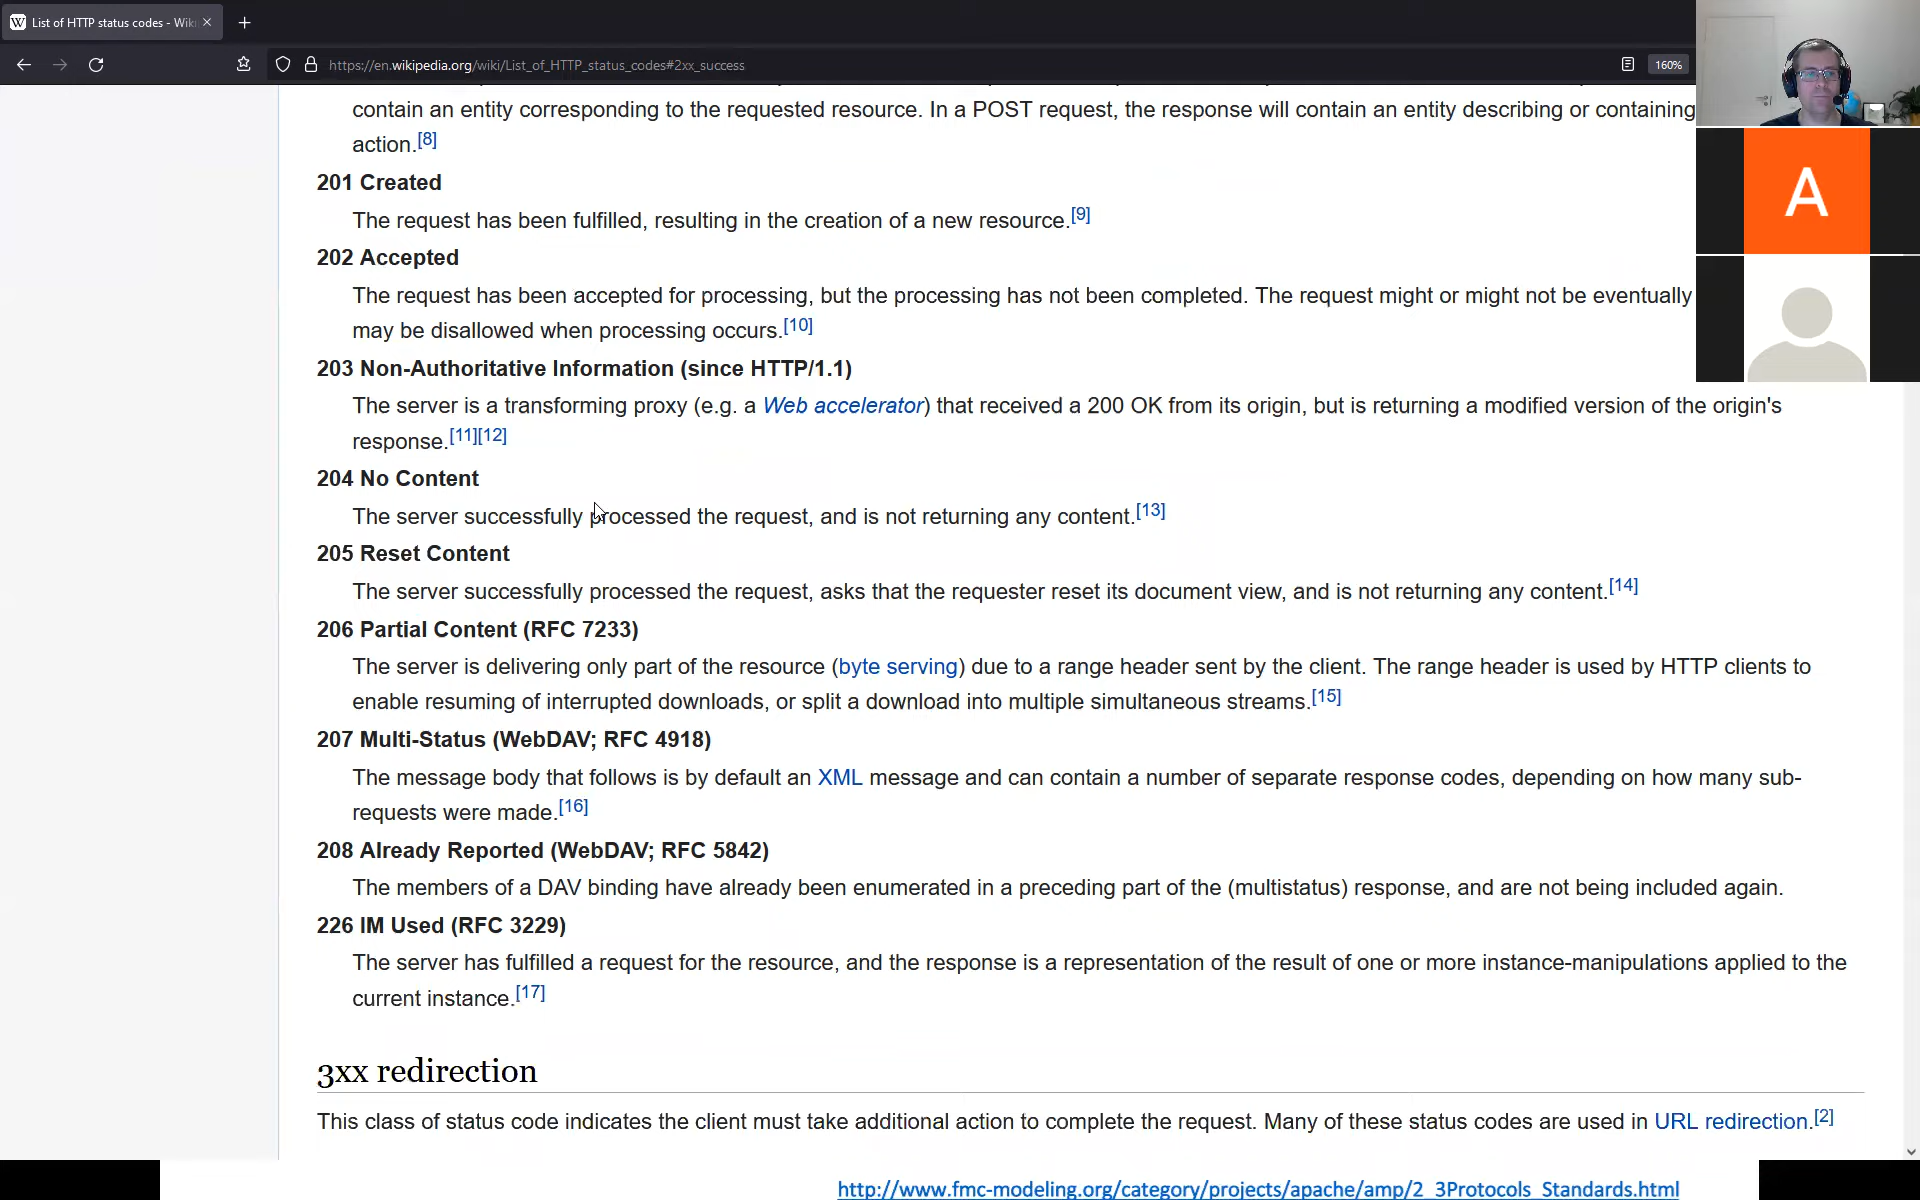 List of HTTP status codes - Wiki
https://en.wikipedia.org/wiki/List_of_HTTP_status_codes#2xx_success
160%
contain an entity corresponding to the requested resource. In a POST request, the response will contain an entity describing or containing
action.[8]
201 Created
The request has been fulfilled, resulting in the creation of a new resource.[9]
A
202 Accepted
The request has been accepted for processing, but the processing has not been completed. The request might or might not be eventually
may be disallowed when processing occurs.[10]
203 Non-Authoritative Information (since HTTP/1.1)
The server is a transforming proxy (e.g. a Web accelerator) that received a 200 OK from its origin, but is returning a modified version of the origin's
response.[11][12]
204 No Content
The server successfully processed the request, and is not returning any content.[13]
205 Reset Content
The server successfully processed the request, asks that the requester reset its document view, and is not returning any content.[14]
206 Partial Content (RFC 7233)
The server is delivering only part of the resource (byte serving) due to a range header sent by the client. The range header is used by HTTP clients to
enable resuming of interrupted downloads, or split a download into multiple simultaneous streams.[15]
207 Multi-Status (WebDAV; RFC 4918)
The message body that follows is by default an XML message and can contain a number of separate response codes, depending on how many sub-
requests were made.[16]
208 Already Reported (WebDAV; RFC 5842)
The members of a DAV binding have already been enumerated in a preceding part of the (multistatus) response, and are not being included again.
226 IM Used (RFC 3229)
The server has fulfilled a request for the resource, and the response is a representation of the result of one or more instance-manipulations applied to the
current instance.[17]
3xx redirection
This class of status code indicates the client must take additional action to complete the request. Many of these status codes are used in URL redirection.[2]
http://www.fmc-modeling.org/category/projects/apache/amp/2_3Protocols_Standards.html